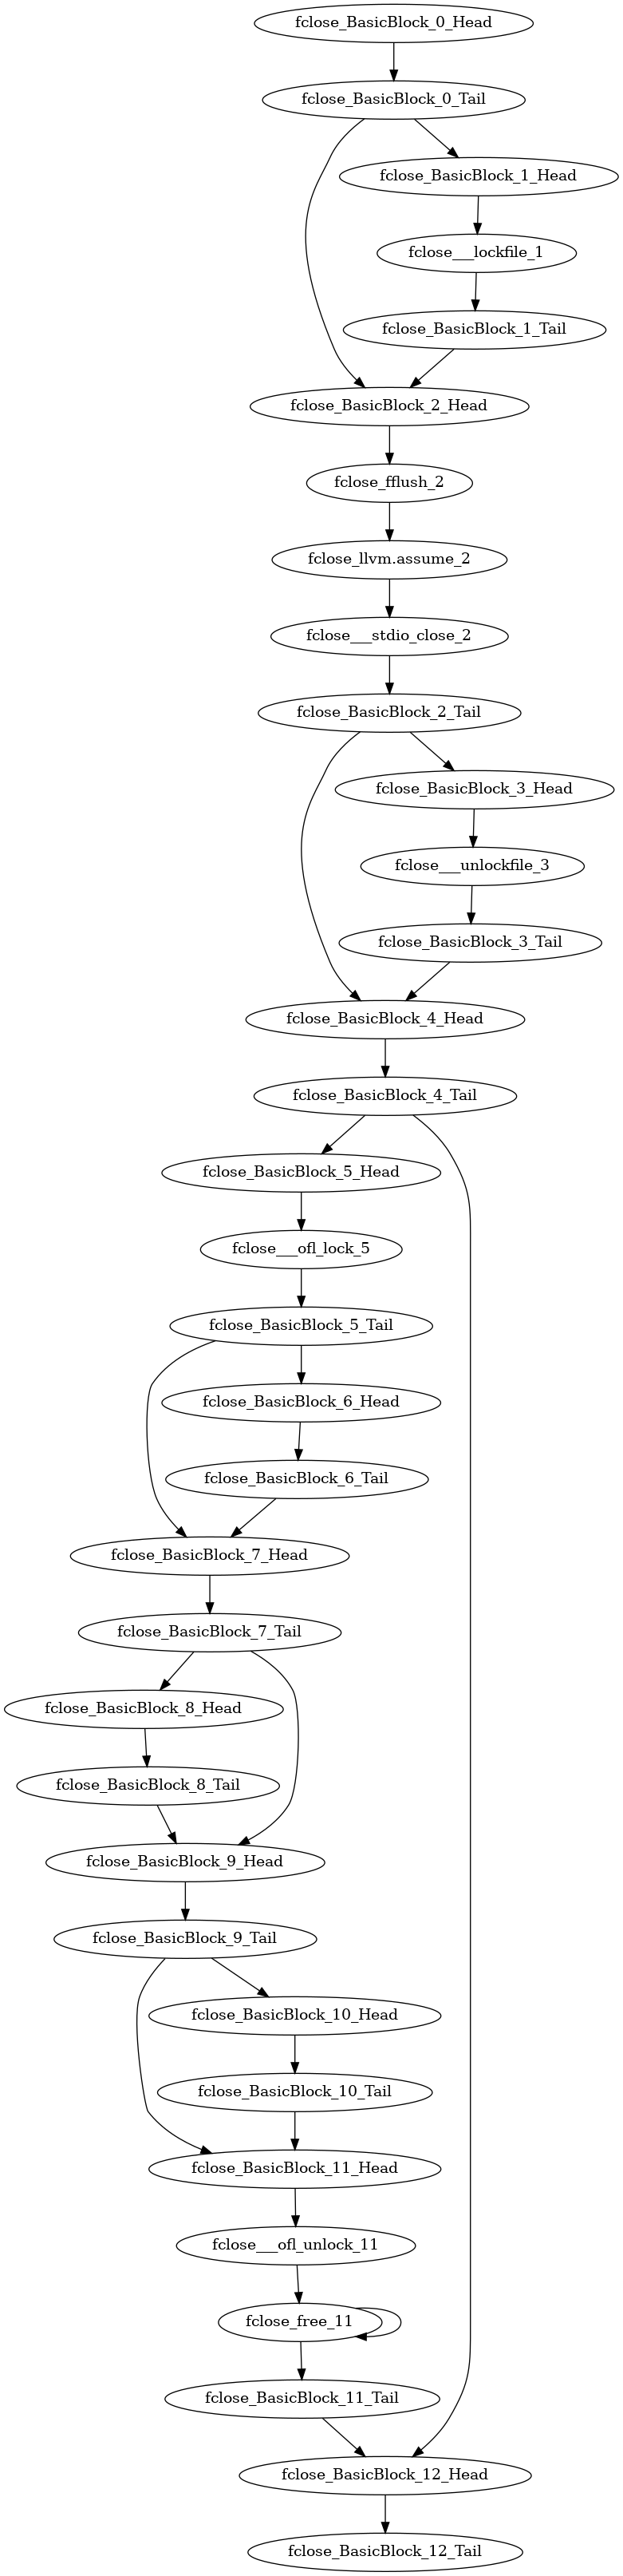 fclose_BasicBlock_0_Head
fclose_BasicBlock_0_Tail
fclose_BasicBlock_1_Head
fclose___lockfile_1
fclose_BasicBlock_1_Tail
fclose_BasicBlock_2_Head
fclose_fflush_2
fclose_llvm.assume_2
fclose___stdio_close_2
fclose_BasicBlock_2_Tail
fclose_BasicBlock_3_Head
fclose___unlockfile_3
fclose_BasicBlock_3_Tail
fclose_BasicBlock_4_Head
fclose_BasicBlock_4_Tail
fclose_BasicBlock_5_Head
fclose___ofl_lock_5
fclose_BasicBlock_5_Tail
fclose_BasicBlock_6_Head
fclose_BasicBlock_6_Tail
fclose_BasicBlock_7_Head
fclose_BasicBlock_7_Tail
fclose_BasicBlock_8_Head
fclose_BasicBlock_8_Tail
fclose_BasicBlock_9_Head
fclose_BasicBlock_9_Tail
fclose_BasicBlock_10_Head
fclose_BasicBlock_10_Tail
fclose_BasicBlock_11_Head
fclose___ofl_unlock_11
fclose_free_11
fclose_BasicBlock_11_Tail
fclose_BasicBlock_12_Head
fclose_BasicBlock_12_Tail